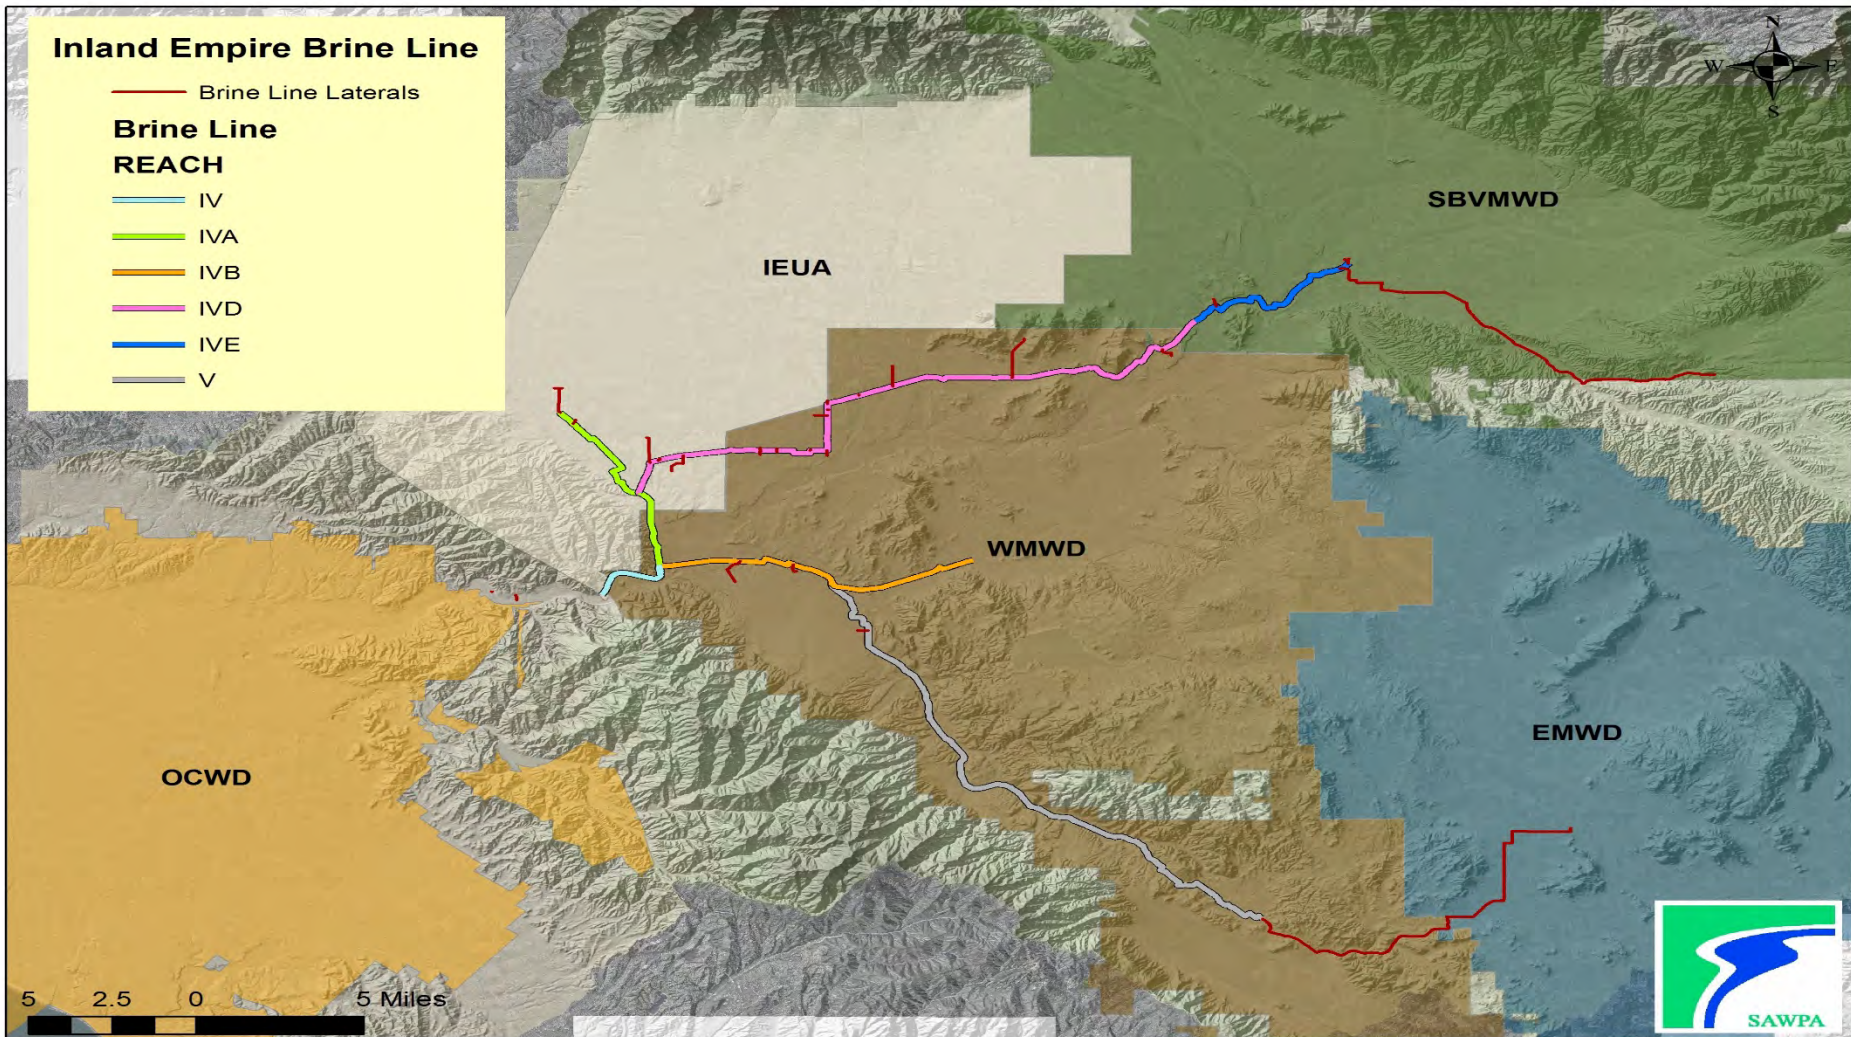 Inland Empire Brine Line
Brine Line Laterals
Brine Line
REACH
IV
IVA
IVB
IVD
IVE
V
N
W E
S
SBVMWD
IEUA
WMWD
EMWD
OCWD
5 2.5 0 5 Miles
SAWPA